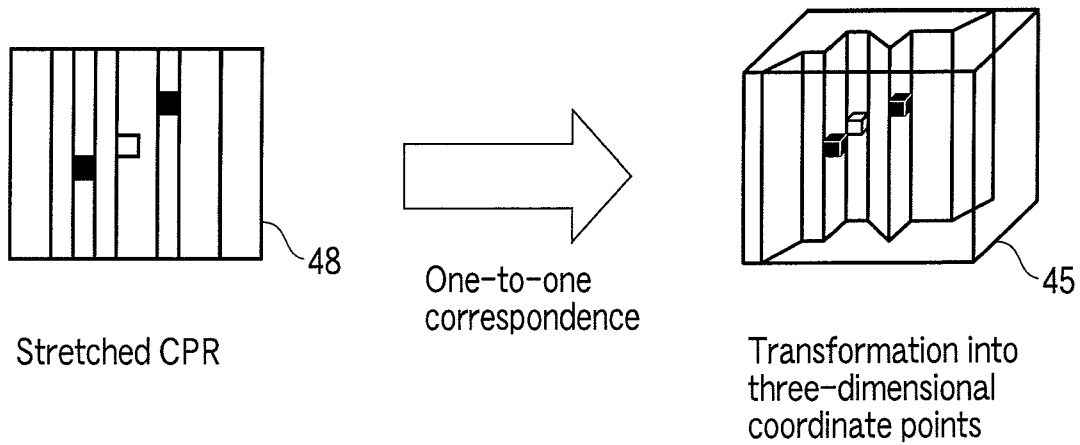 48
Stretched CPR
One-to-one
correspondence
45
Transformation into
three-dimensional
coordinate points